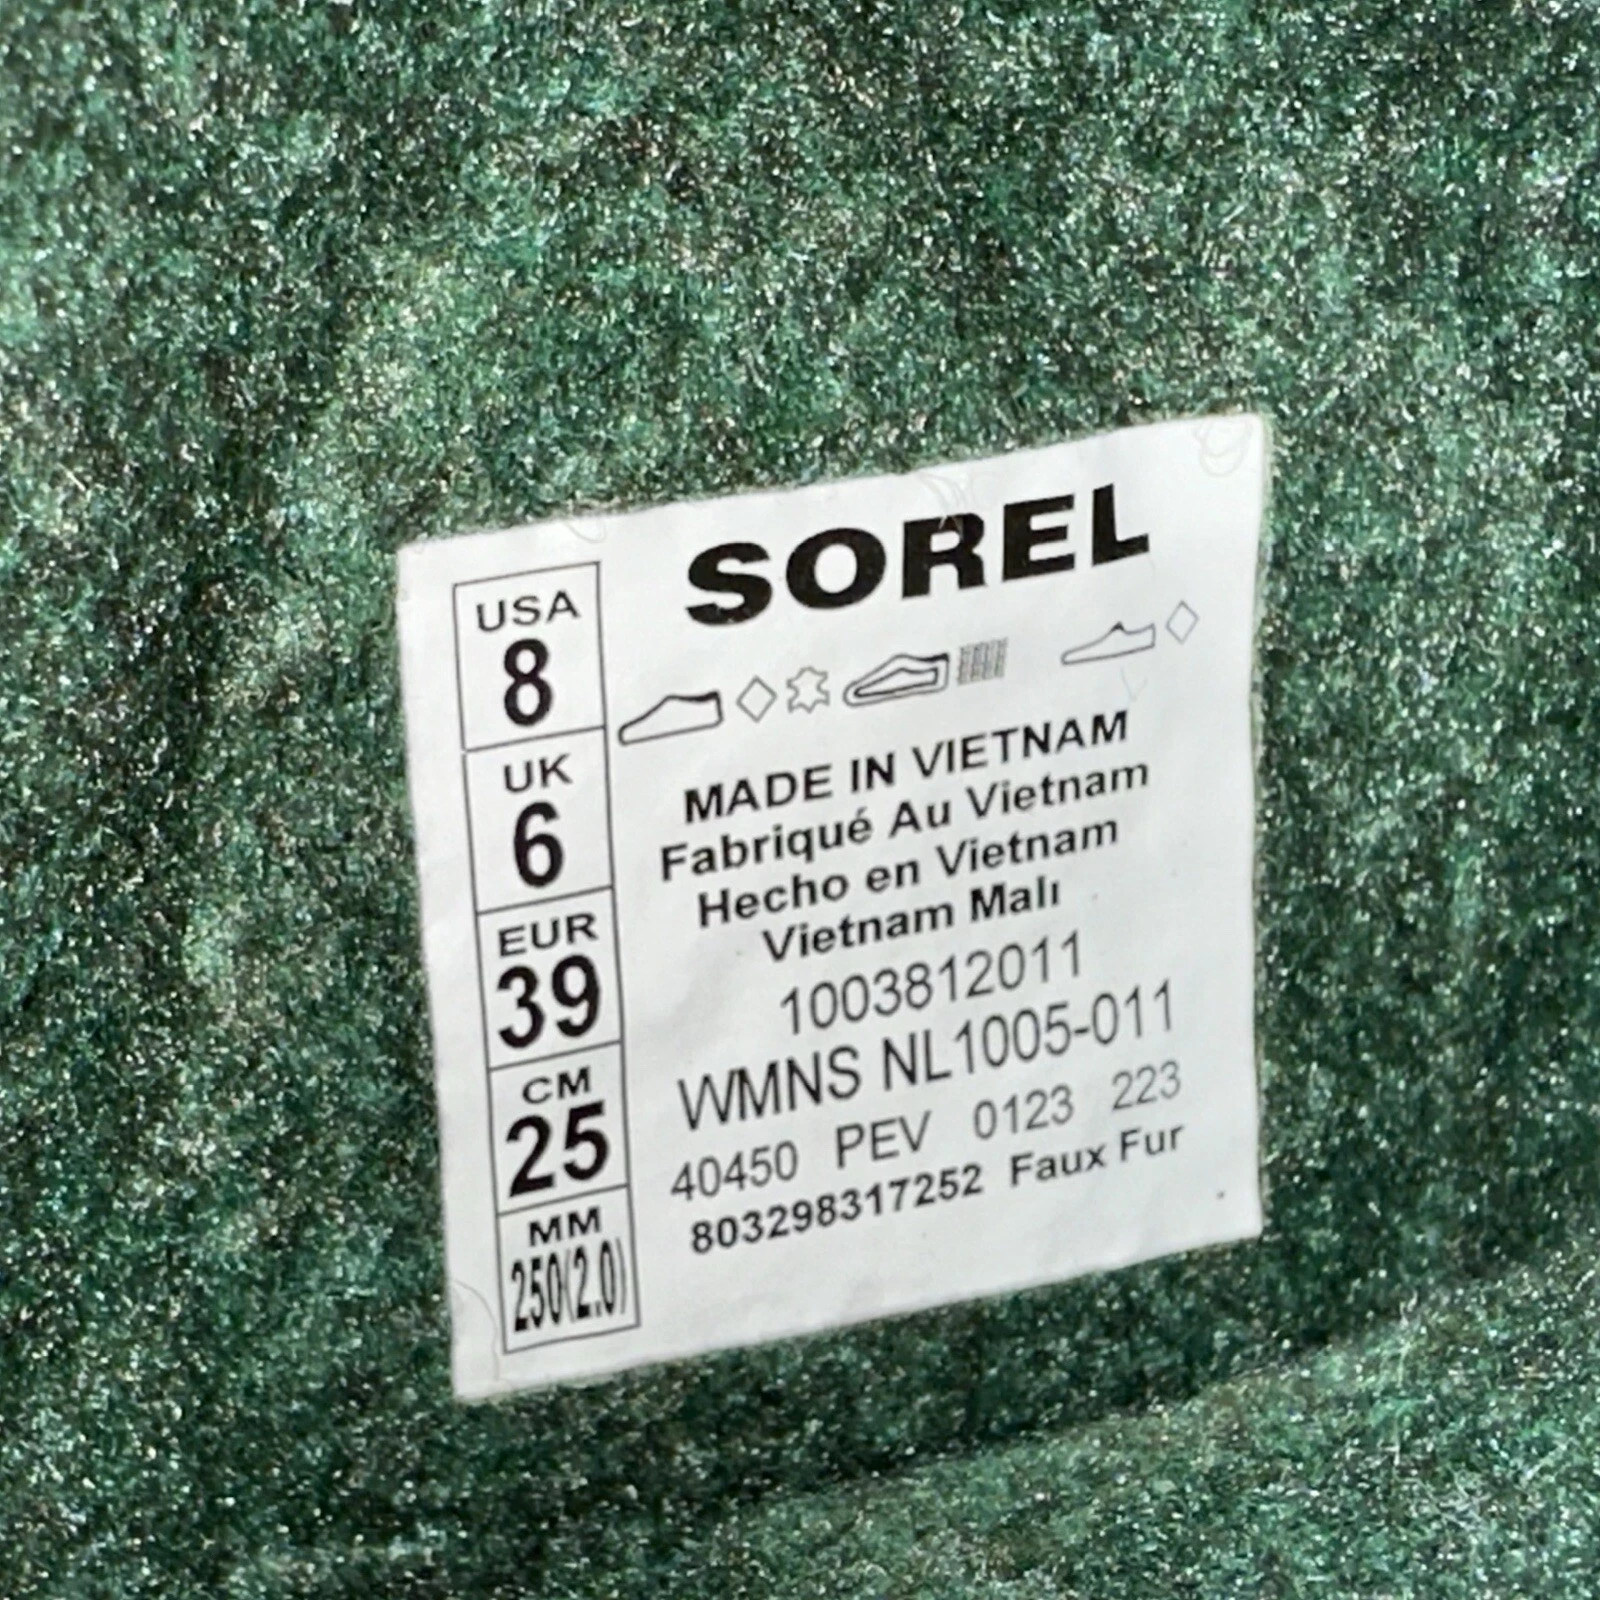 SOREL
USA
8
UK
6
EUR
39
CM
25
MM
250(2.0)
MADE IN VIETNAM
Fabriqué Au Vietnam
Hecho en Vietnam
Vietnam Malı
1003812011
WMNS NL1005-011
40450 PEV 0123 223
803298317252 Faux Fur